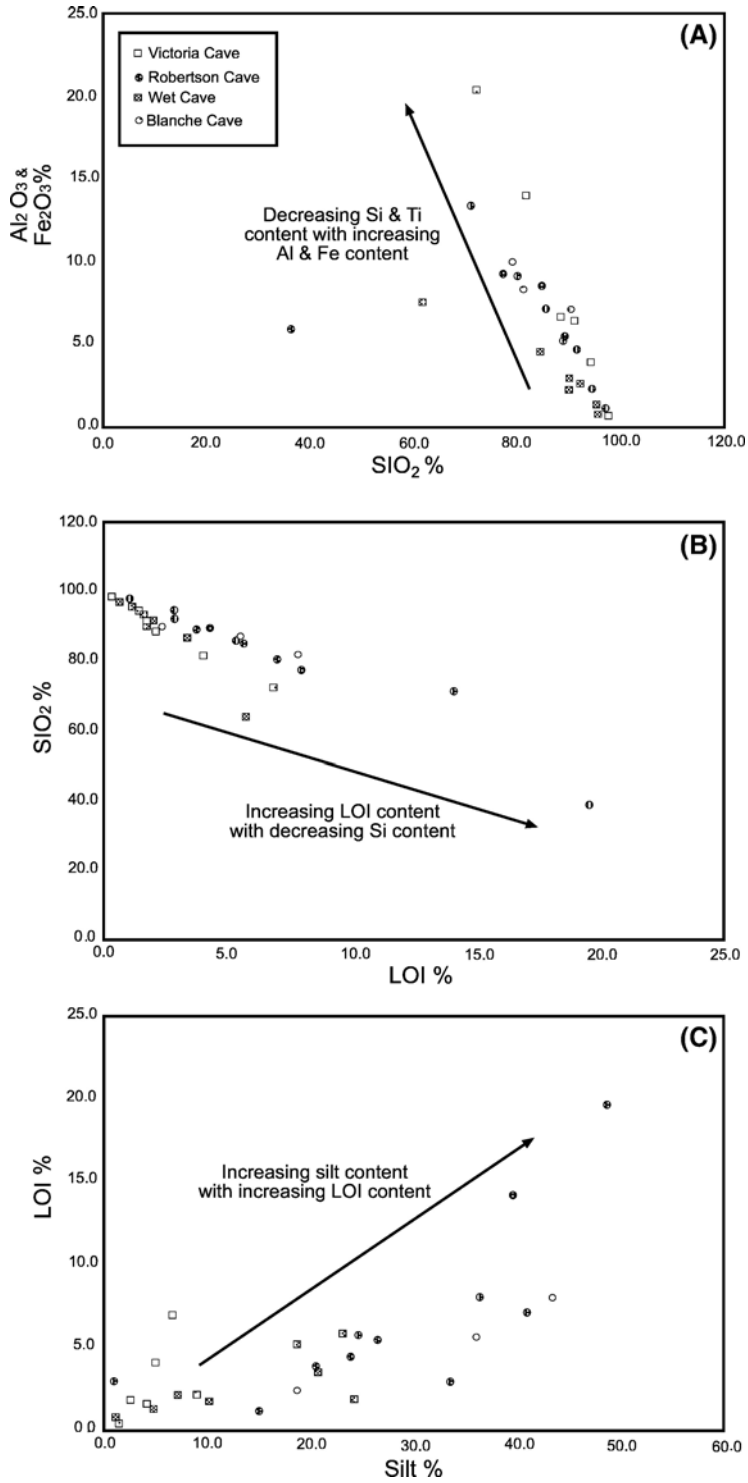 25.0
(A)
Victoria Cave
Robertson Cave
Wet Cave
Blanche Cave
20.0
Al2 O3 &
Fe2O3%
15.0
Decreasing Si & Ti
content with increasing
Al & Fe content
10.0
5.0
0.0
0.0 20.0 40.0 60.0 80.0 100.0 120.0
SIO2 %
120.0
(B)
100.0
80.0
SIO2 %
60.0
40.0
Increasing LOI content
with decreasing Si content
20.0
0.0
0.0 5.0 10.0 15.0 20.0 25.0
LOI %
25.0
(C)
20.0
LOI %
15.0
Increasing silt content
with increasing LOI content
10.0
5.0
0.0
0.0 10.0 20.0 30.0 40.0 50.0 60.0
Silt %